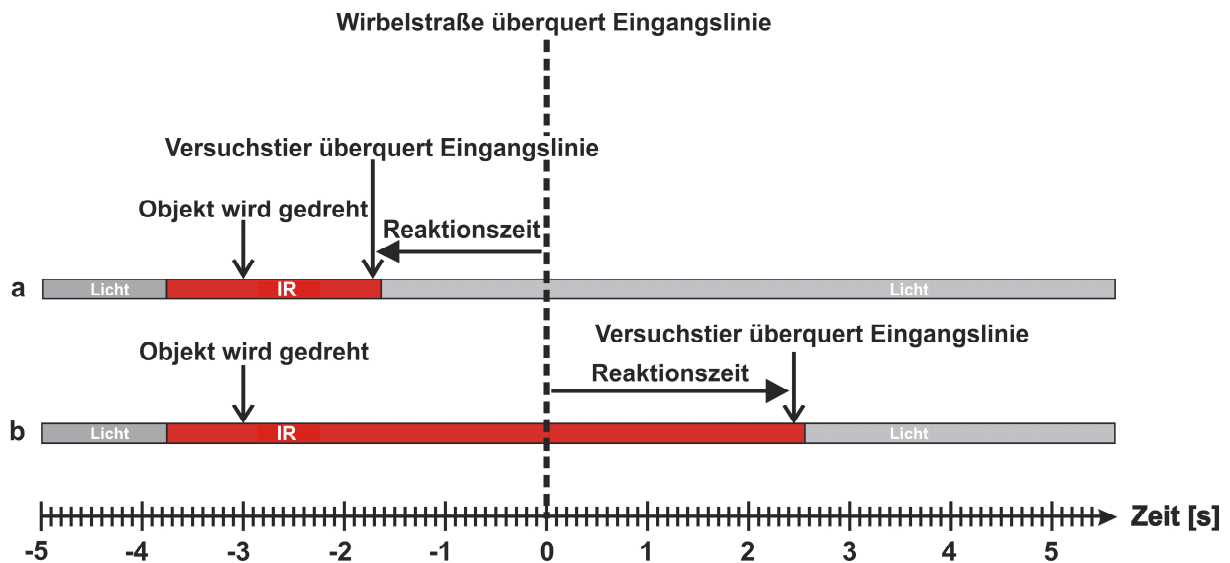 Wirbelstraße überquert Eingangslinie
Versuchstier überquert Eingangslinie
Objekt wird gedreht
Reaktionszeit
a Licht IR Licht
Versuchstier überquert Eingangslinie
Objekt wird gedreht
Reaktionszeit
b Licht IR Licht
Zeit [s]
-5 -4 -3 -2 -1 0 1 2 3 4 5